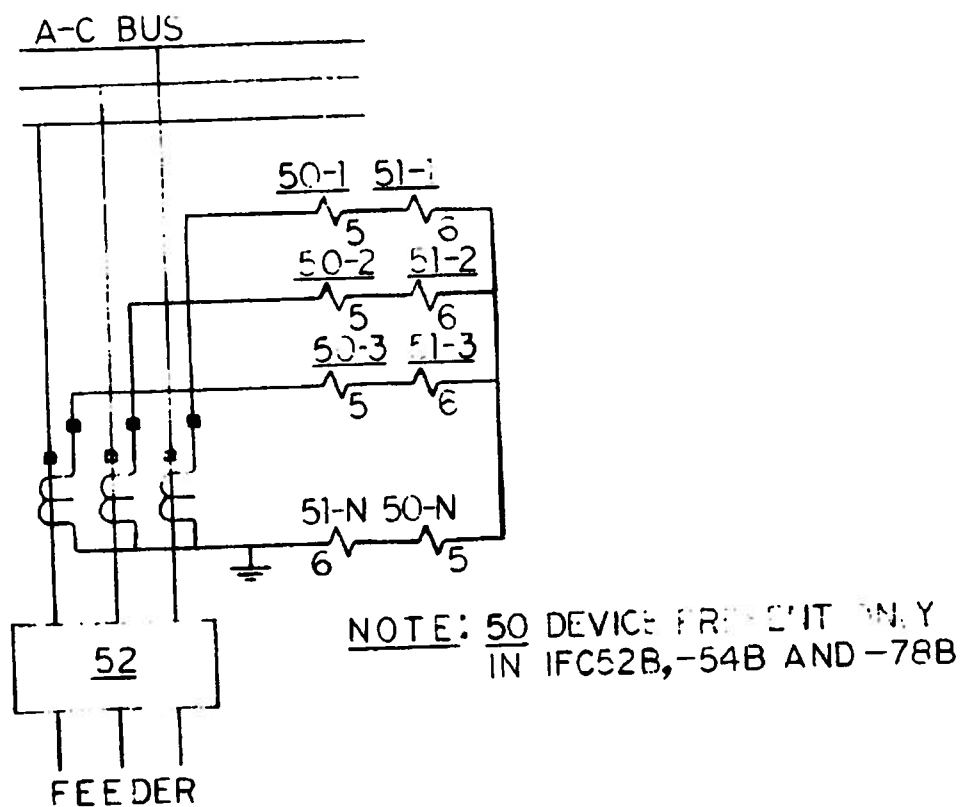 A-C BUS
50-1 51-1
5 6
50-2 51-2
5 6
50-3 51-3
5 6
51-N 50-N
6 5
52
NOTE: 50 DEVICE
IN IFC52B,-54B AND -78B
FEEDER